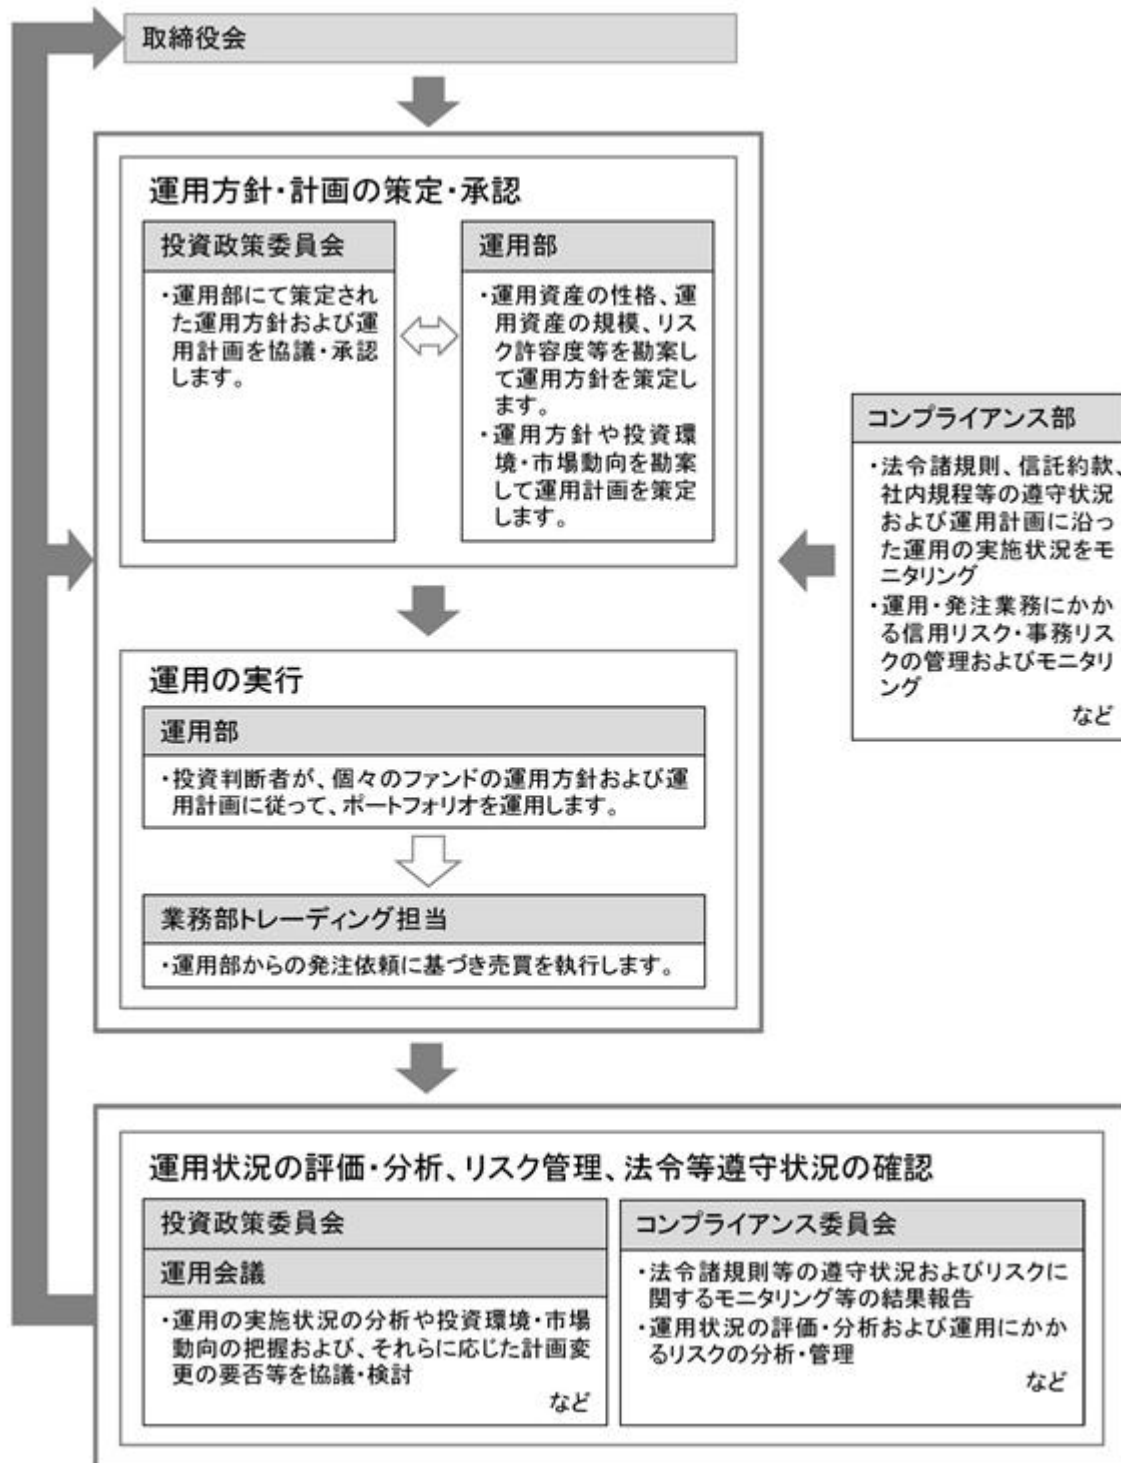 取締役会
運用方針・計画の策定・承認
投資政策委員会
・運用部にて策定され
た運用方針および運
用計画を協議・承認
します。
運用部
・運用資産の性格、運
用資産の規模、リス
ク許容度等を勘案し
て運用方針を策定し
ます。
・運用方針や投資環
境・市場動向を勘案
して運用計画を策定
します。
コンプライアンス部
・法令諸規則、信託約款、
社内規程等の遵守状況
および運用計画に沿っ
た運用の実施状況をモ
ニタリング
・運用・発注業務にかか
る信用リスク・事務リス
クの管理およびモニタリ
ング
など
運用の実行
運用部
・投資判断者が、個々のファンドの運用方針および運
用計画に従って、ポートフォリオを運用します。
業務部トレーディング担当
・運用部からの発注依頼に基づき売買を執行します。
運用状況の評価・分析、リスク管理、法令等遵守状況の確認
投資政策委員会
運用会議
・運用の実施状況の分析や投資環境・市場
動向の把握および、それらに応じた計画変
更の要否等を協議・検討
など
コンプライアンス委員会
・法令諸規則等の遵守状況およびリスクに
関するモニタリング等の結果報告
・運用状況の評価・分析および運用にかか
るリスクの分析・管理
など